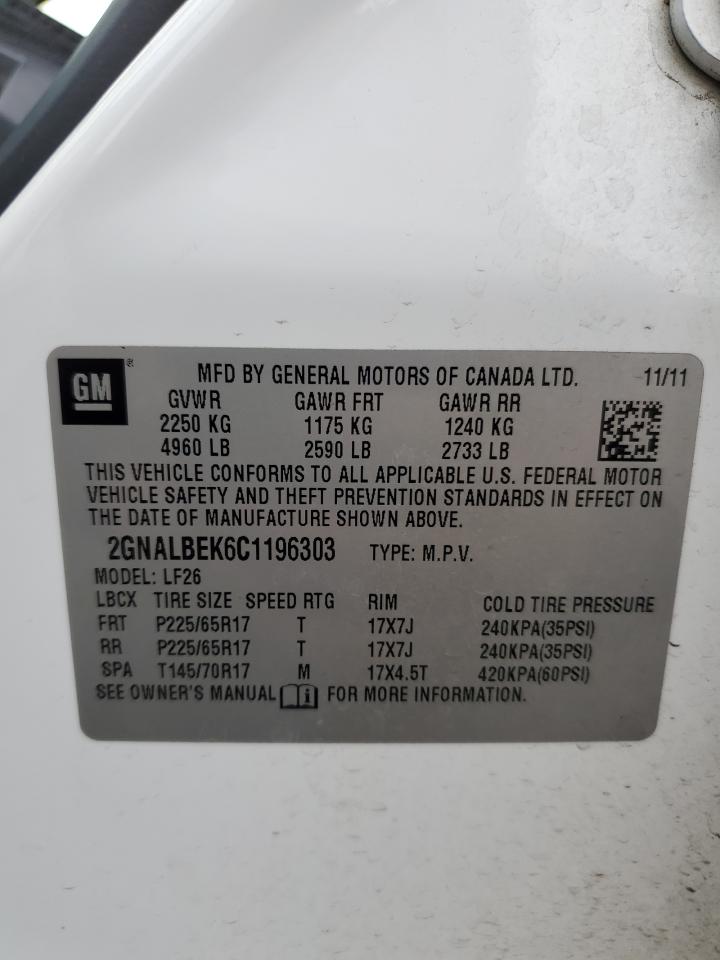 GM ® MFD BY GENERAL MOTORS OF CANADA LTD. 11/11
GVWR GAWR FRT GAWR RR
2250 KG 1175 KG 1240 KG
4960 LB 2590 LB 2733 LB
THIS VEHICLE CONFORMS TO ALL APPLICABLE U.S. FEDERAL MOTOR
VEHICLE SAFETY AND THEFT PREVENTION STANDARDS IN EFFECT ON
THE DATE OF MANUFACTURE SHOWN ABOVE.
2GNALBEK6C1196303 TYPE: M.P.V.
MODEL: LF26
LBCX TIRE SIZE SPEED RTG RIM COLD TIRE PRESSURE
FRT P225/65R17 T 17X7J 240KPA(35PSI)
RR P225/65R17 T 17X7J 240KPA(35PSI)
SPA T145/70R17 M 17X4.5T 420KPA(60PSI)
SEE OWNER'S MANUAL i FOR MORE INFORMATION.